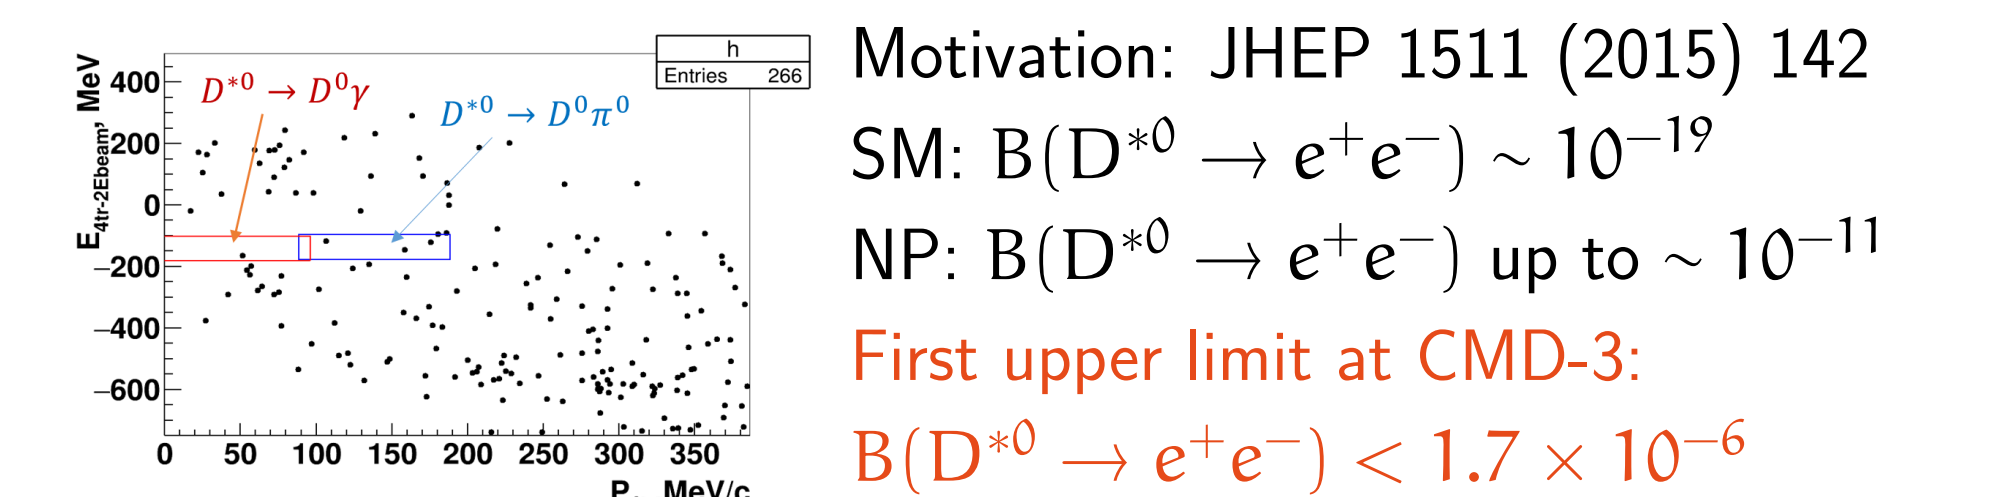 h
Entries 266
E4tr-2Ebeam, MeV
400
200
0
−200
−400
−600
0 50 100 150 200 250 300 350
MeV/c
D*⁰ → D⁰γ
D*⁰ → D⁰π⁰
Motivation: JHEP 1511 (2015) 142
SM: B(D*⁰ → e⁺e⁻) ~ 10⁻¹⁹
NP: B(D*⁰ → e⁺e⁻) up to ~ 10⁻¹¹
First upper limit at CMD-3:
B(D*⁰ → e⁺e⁻) < 1.7 × 10⁻⁶